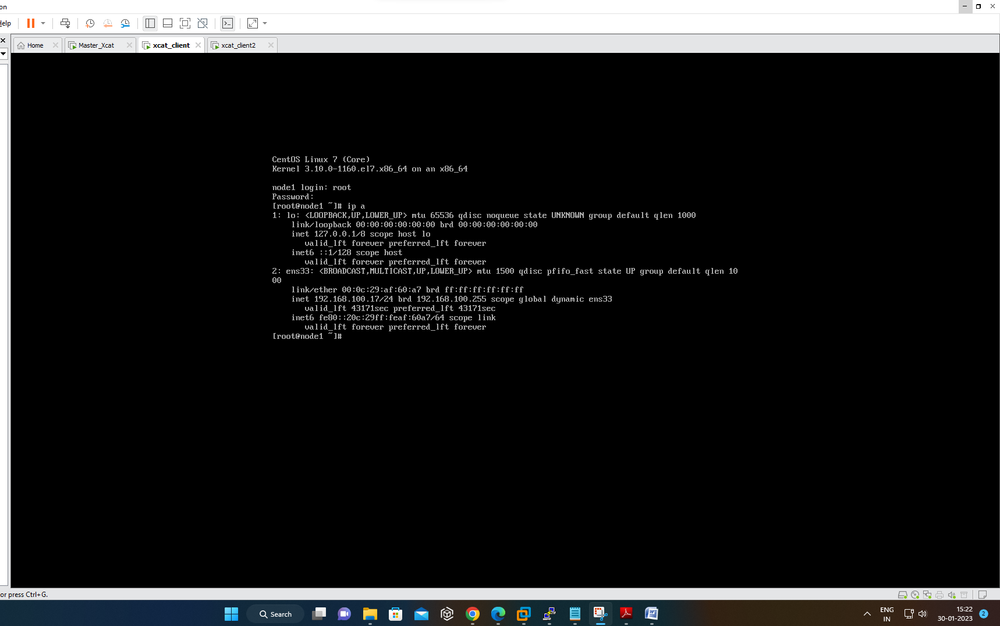 on
Help
Home
Master_Xcat
xcat_client
xcat_client2
CentOS Linux 7 (Core)
Kernel 3.10.0-1160.el7.x86_64 on an x86_64
node1 login: root
Password:
[root@node1 ~]# ip a
1: lo: <LOOPBACK,UP,LOWER_UP> mtu 65536 qdisc noqueue state UNKNOWN group default qlen 1000
link/loopback 00:00:00:00:00:00 brd 00:00:00:00:00:00
inet 127.0.0.1/8 scope host lo
valid_lft forever preferred_lft forever
inet6 ::1/128 scope host
valid_lft forever preferred_lft forever
2: ens33: <BROADCAST,MULTICAST,UP,LOWER_UP> mtu 1500 qdisc pfifo_fast state UP group default qlen 10
00
link/ether 00:0c:29:af:60:a7 brd ff:ff:ff:ff:ff:ff
inet 192.168.100.17/24 brd 192.168.100.255 scope global dynamic ens33
valid_lft 43171sec preferred_lft 43171sec
inet6 fe80::20c:29ff:feaf:60a7/64 scope link
valid_lft forever preferred_lft forever
[root@node1 ~]#
or press Ctrl+G.
Search
ENG
IN
15:22
30-01-2023
2